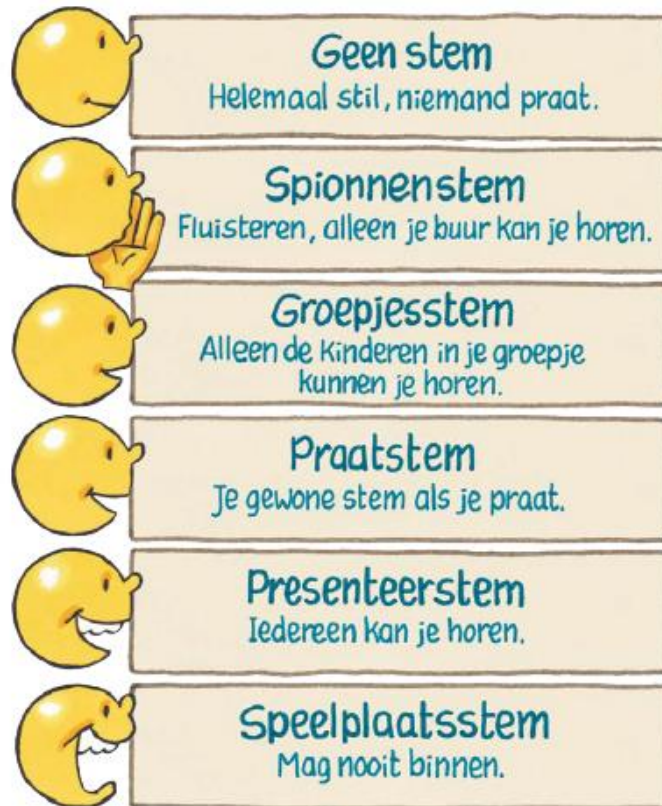 Geen stem
Helemaal stil, niemand praat.
Spionnenstem
Fluisteren, alleen je buur kan je horen.
Groepjesstem
Alleen de kinderen in je groepje
kunnen je horen.
Praatstem
Je gewone stem als je praat.
Presenteerstem
Iedereen kan je horen.
Speelplaatsstem
Mag nooit binnen.